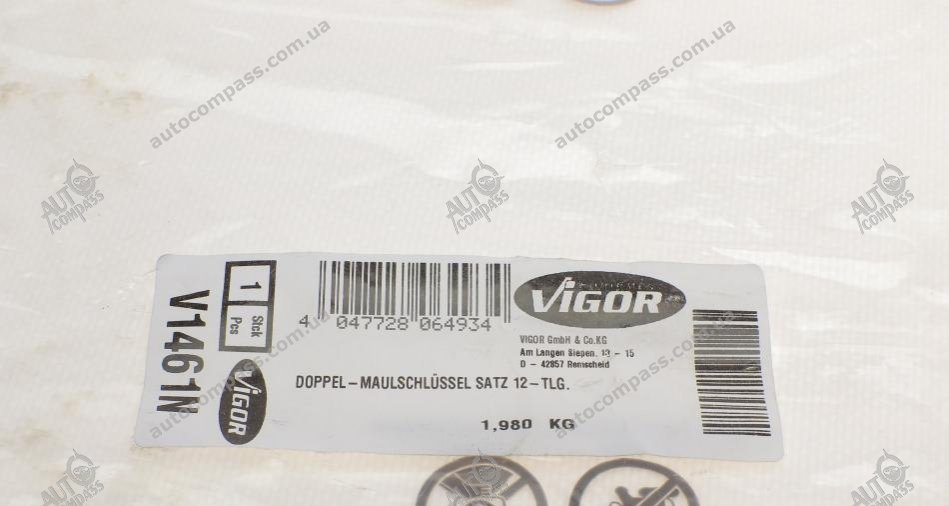 V1461N
1
Stck
Pcs
VIGOR
4 047728 064934
VIGOR
VIGOR GmbH & Co.KG
Am Langen Siepen. 13 - 15
D - 42857 Remscheid
DOPPEL-MAULSCHLÜSSEL SATZ 12-TLG.
1,980 KG
autocompass.com.ua
autocompass.com.ua
autocompass.com.ua
autocompass.com.ua
AUTO
COMPASS
AUTO
COMPASS
AUTO
COMPASS
AUTO
COMPASS
AUTO
COMPASS
AUTO
COMPASS